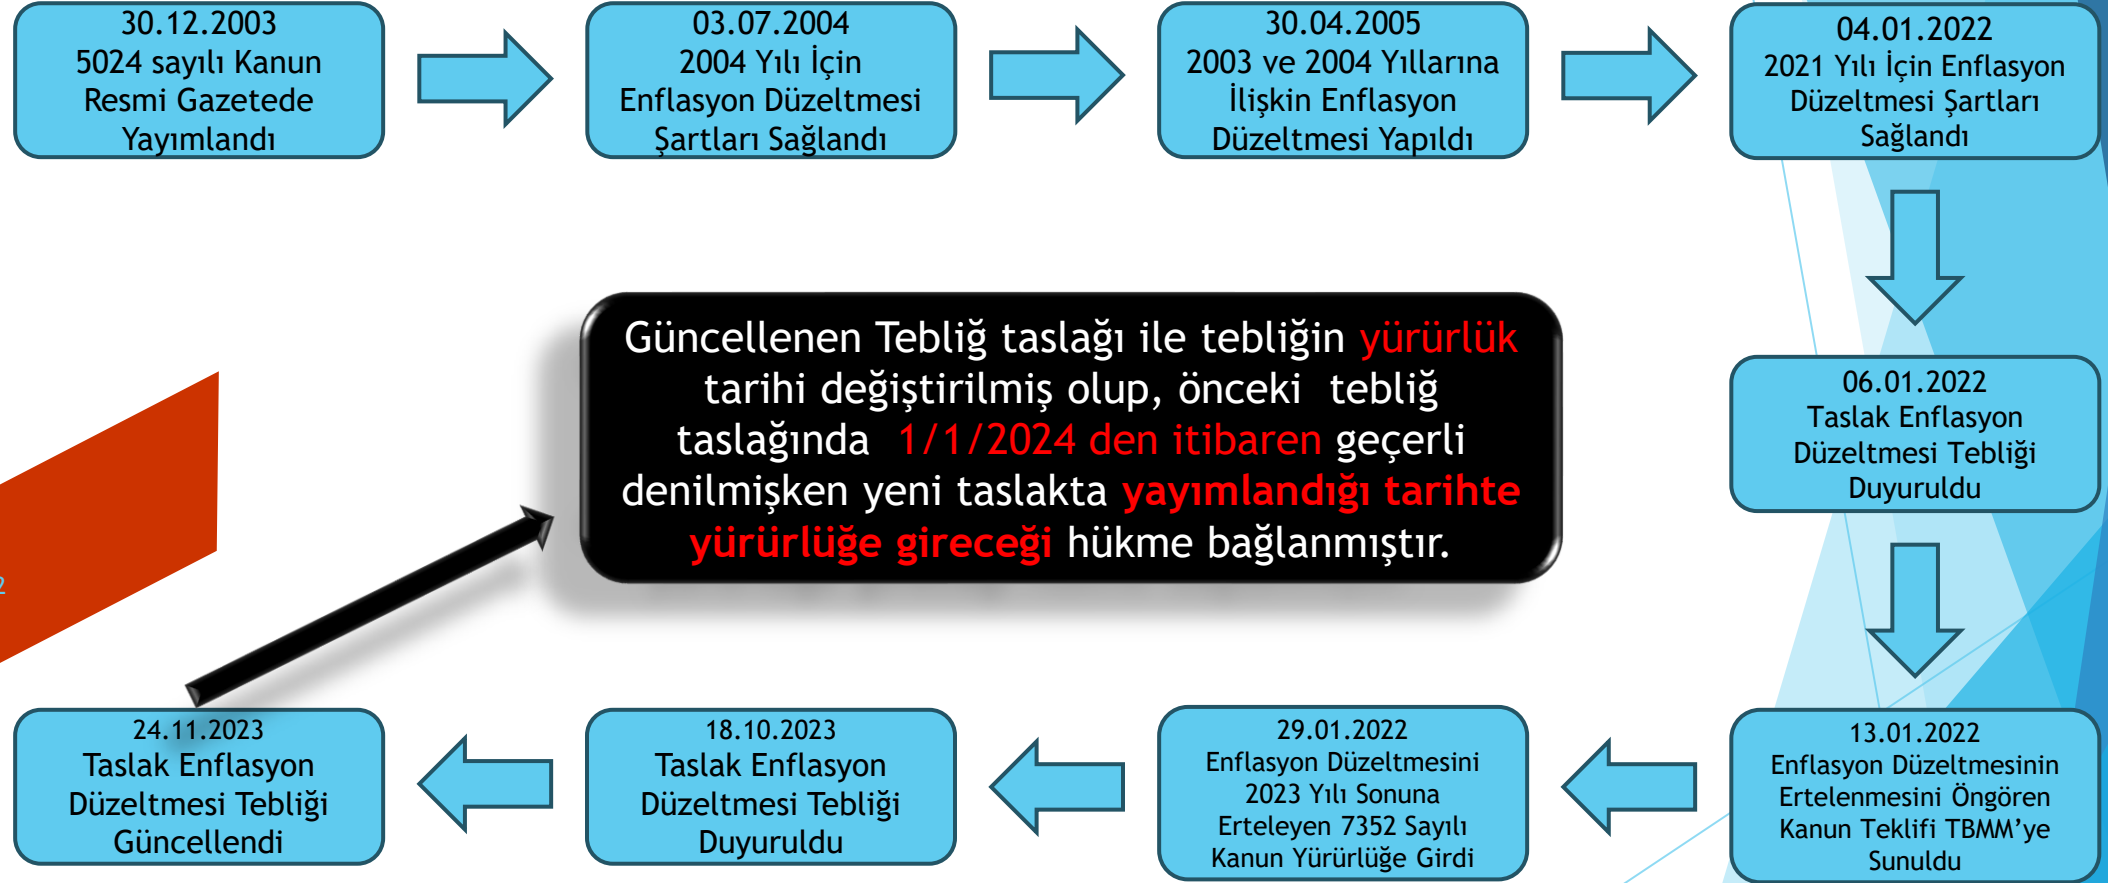 30.12.2003
5024 sayılı Kanun
Resmi Gazetede
Yayımlandı
03.07.2004
2004 Yılı İçin
Enflasyon Düzeltmesi
Şartları Sağlandı
30.04.2005
2003 ve 2004 Yıllarına
İlişkin Enflasyon
Düzeltmesi Yapıldı
04.01.2022
2021 Yılı İçin Enflasyon
Düzeltmesi Şartları
Sağlandı
06.01.2022
Taslak Enflasyon
Düzeltmesi Tebliği
Duyuruldu
13.01.2022
Enflasyon Düzeltmesinin
Ertelenmesini Öngören
Kanun Teklifi TBMM’ye
Sunuldu
29.01.2022
Enflasyon Düzeltmesini
2023 Yılı Sonuna
Erteleyen 7352 Sayılı
Kanun Yürürlüğe Girdi
18.10.2023
Taslak Enflasyon
Düzeltmesi Tebliği
Duyuruldu
24.11.2023
Taslak Enflasyon
Düzeltmesi Tebliği
Güncellendi
Güncellenen Tebliğ taslağı ile tebliğin yürürlük
tarihi değiştirilmiş olup, önceki tebliğ
taslağında 1/1/2024 den itibaren geçerli
denilmişken yeni taslakta yayımlandığı tarihte
yürürlüğe gireceği hükme bağlanmıştır.
2